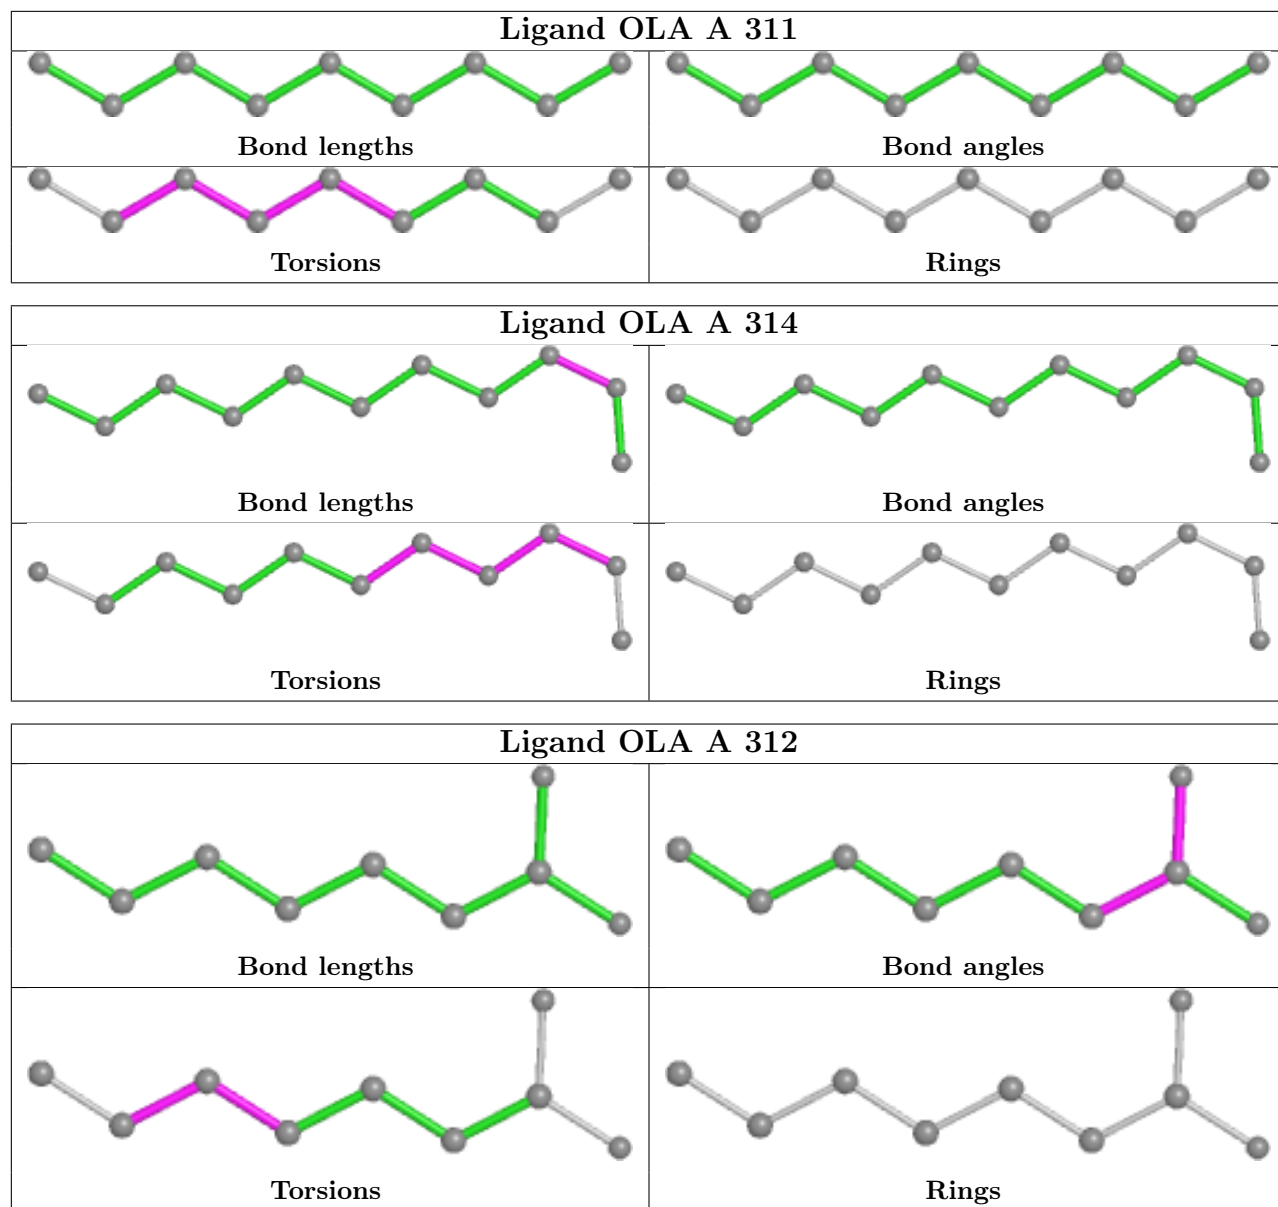 Ligand OLA A 311
Bond lengths
Bond angles
Torsions
Rings
Ligand OLA A 314
Bond lengths
Bond angles
Torsions
Rings
Ligand OLA A 312
Bond lengths
Bond angles
Torsions
Rings